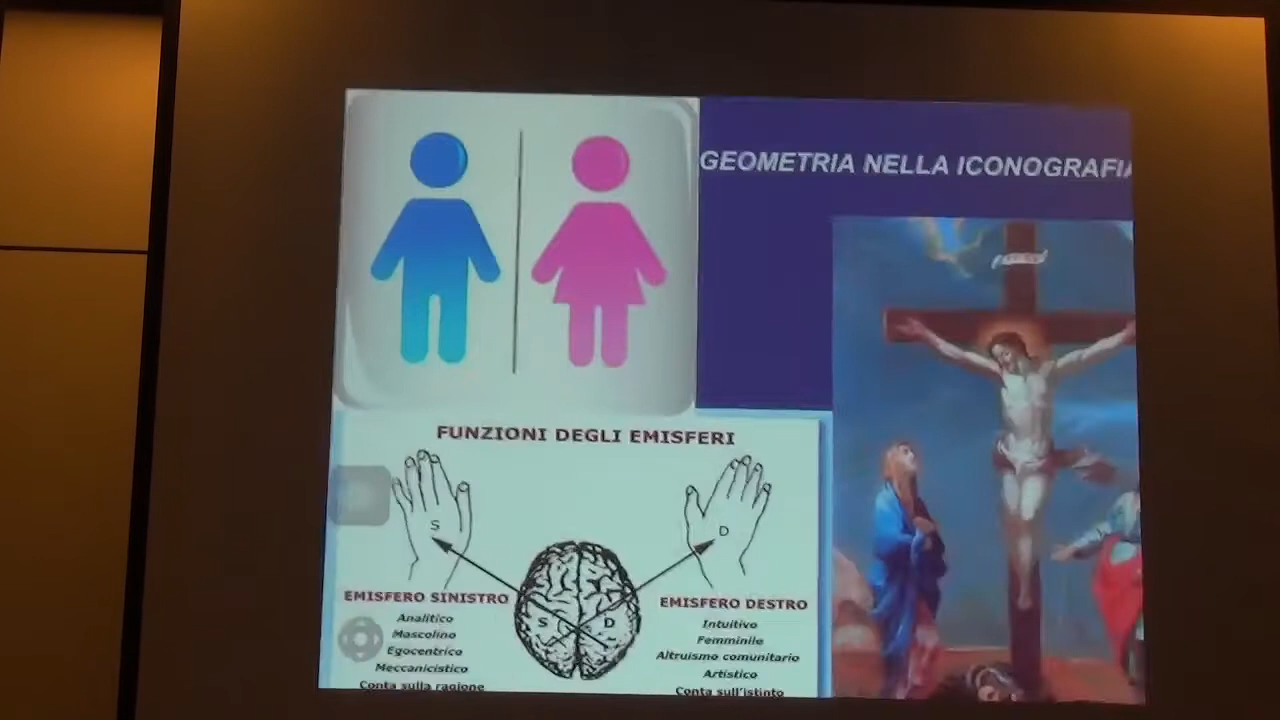 GEOMETRIA NELLA ICONOGRAFIA
FUNZIONI DEGLI EMISFERI
S
D
EMISFERO SINISTRO
Analitico
Mascolino
Egocentrico
Meccanicistico
Conta sulla ragione
S
D
EMISFERO DESTRO
Intuitivo
Femminile
Altruismo comunitario
Artistico
Conta sull'istinto